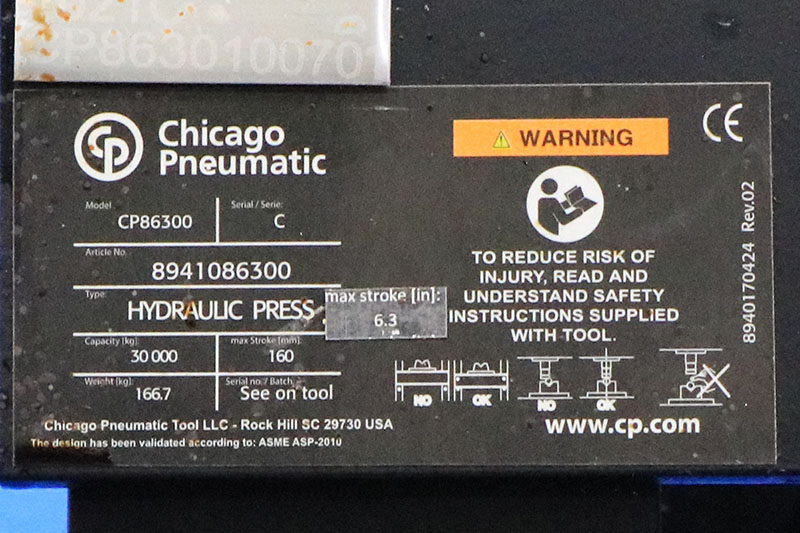 CP8630100701
CP
Chicago
Pneumatic
Model
CP86300
Serial / Serie:
C
Article No.
8941086300
Type:
HYDRAULIC PRESS
max stroke [in]:
6.3
Capacity [kg]
30 000
max Stroke [mm]:
160
Weight [kg]:
166.7
Serial no. / Batch.
See on tool
Chicago Pneumatic Tool LLC - Rock Hill SC 29730 USA
The design has been validated according to: ASME ASP-2010
WARNING
CE
TO REDUCE RISK OF
INJURY, READ AND
UNDERSTAND SAFETY
INSTRUCTIONS SUPPLIED
WITH TOOL.
NO
OK
NO
OK
www.cp.com
8940170424 Rev.02